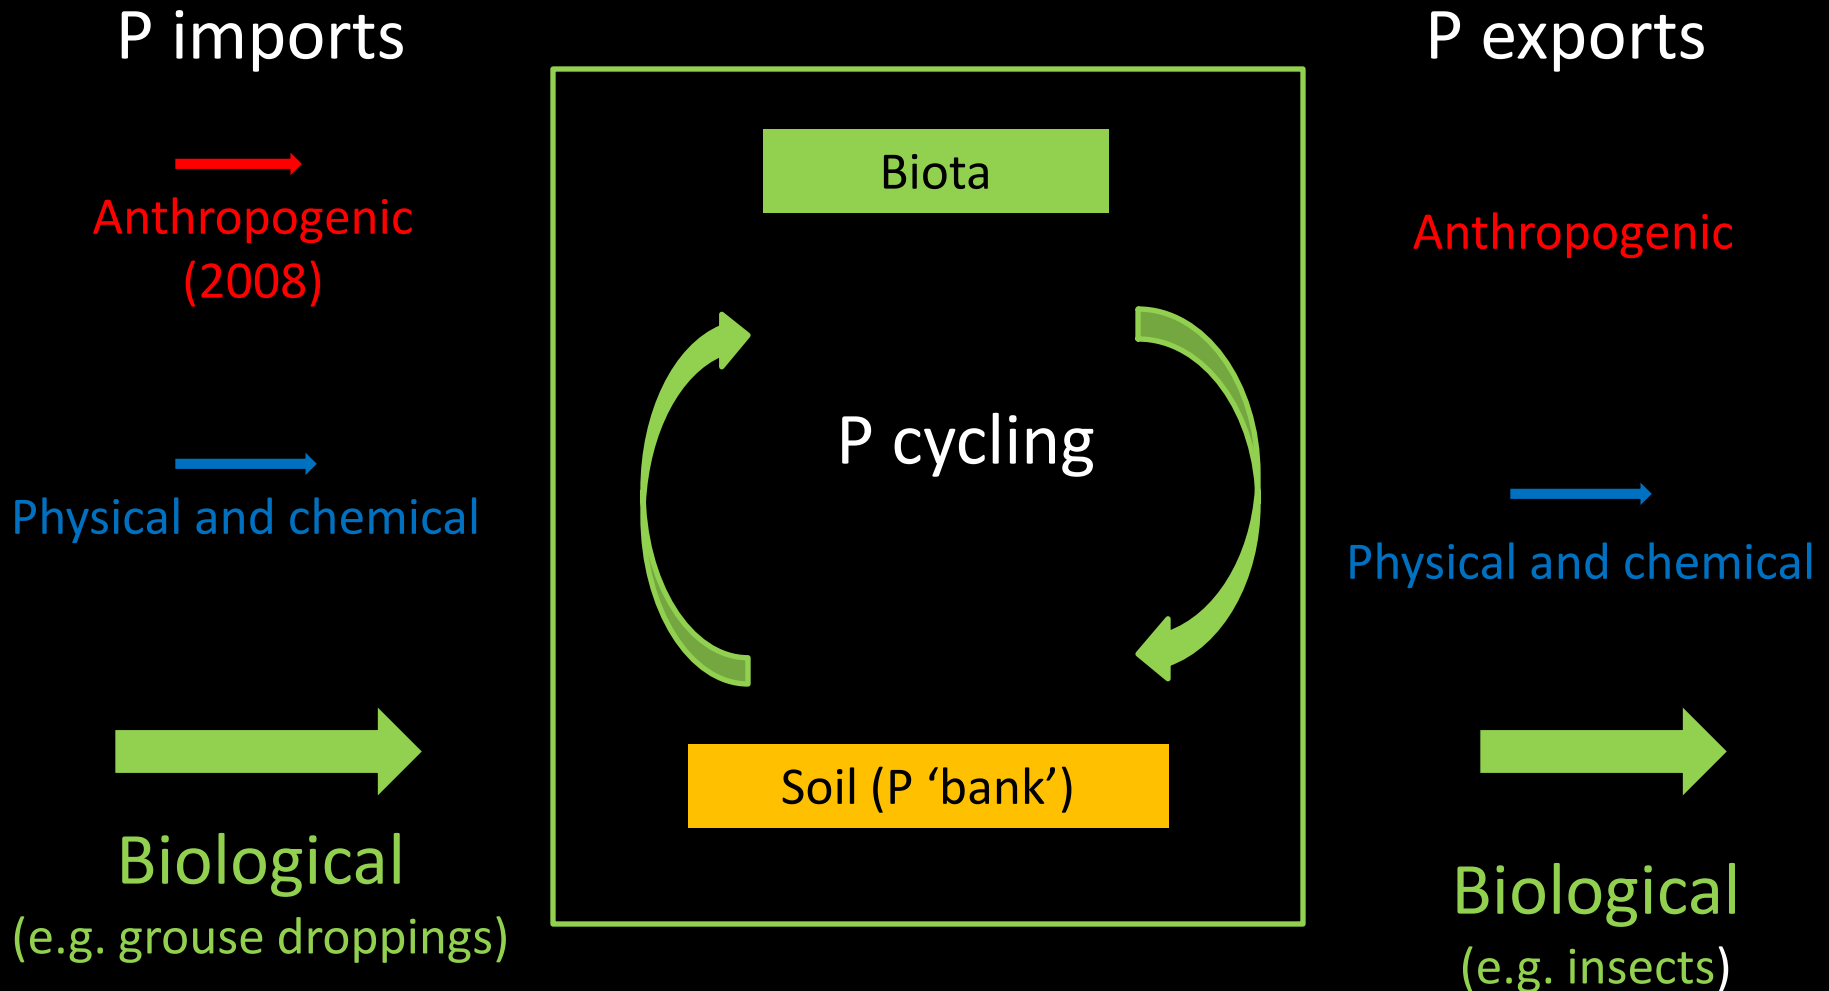 P imports
P exports
Anthropogenic
(2008)
Physical and chemical
Biological
(e.g. grouse droppings)
Biota
P cycling
Soil (P ‘bank’)
Anthropogenic
Physical and chemical
Biological
(e.g. insects)